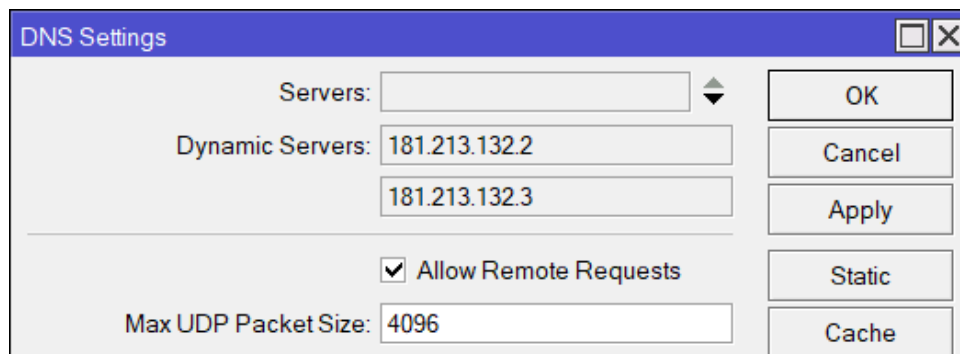 DNS Settings
Servers:
OK
Dynamic Servers: 181.213.132.2
Cancel
181.213.132.3
Apply
Allow Remote Requests
Static
Max UDP Packet Size: 4096
Cache